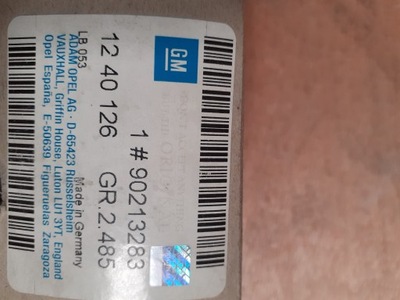 GM
1 # 90213283
12 40 126 GR.2.485
LB 053 Made in Germany
ADAM OPEL AG · D-65423 Rüsselsheim
VAUXHALL, Griffin House, Luton LU1 3YT, England
Opel España, E-50639 Figueruelas Zaragoza